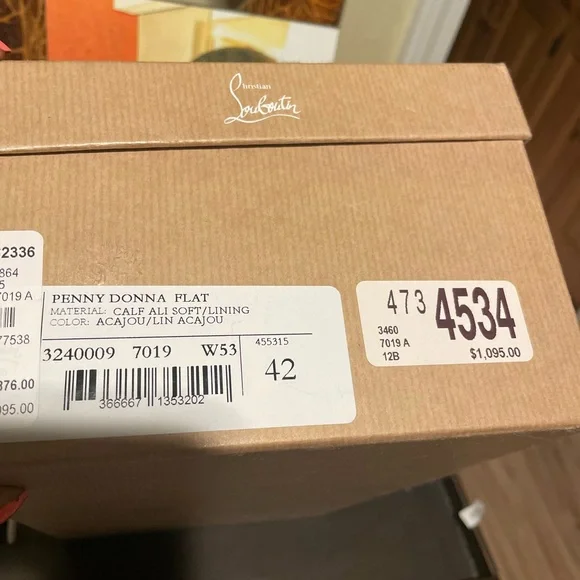 Christian
Louboutin
2336
864
5
7019 A
77538
876.00
095.00
PENNY DONNA FLAT
MATERIAL: CALF ALI SOFT/LINING
COLOR: ACAJOU/LIN ACAJOU
3240009 7019 W53
455315
42
366667 1353202
473 4534
3460
7019 A
12B
$1,095.00